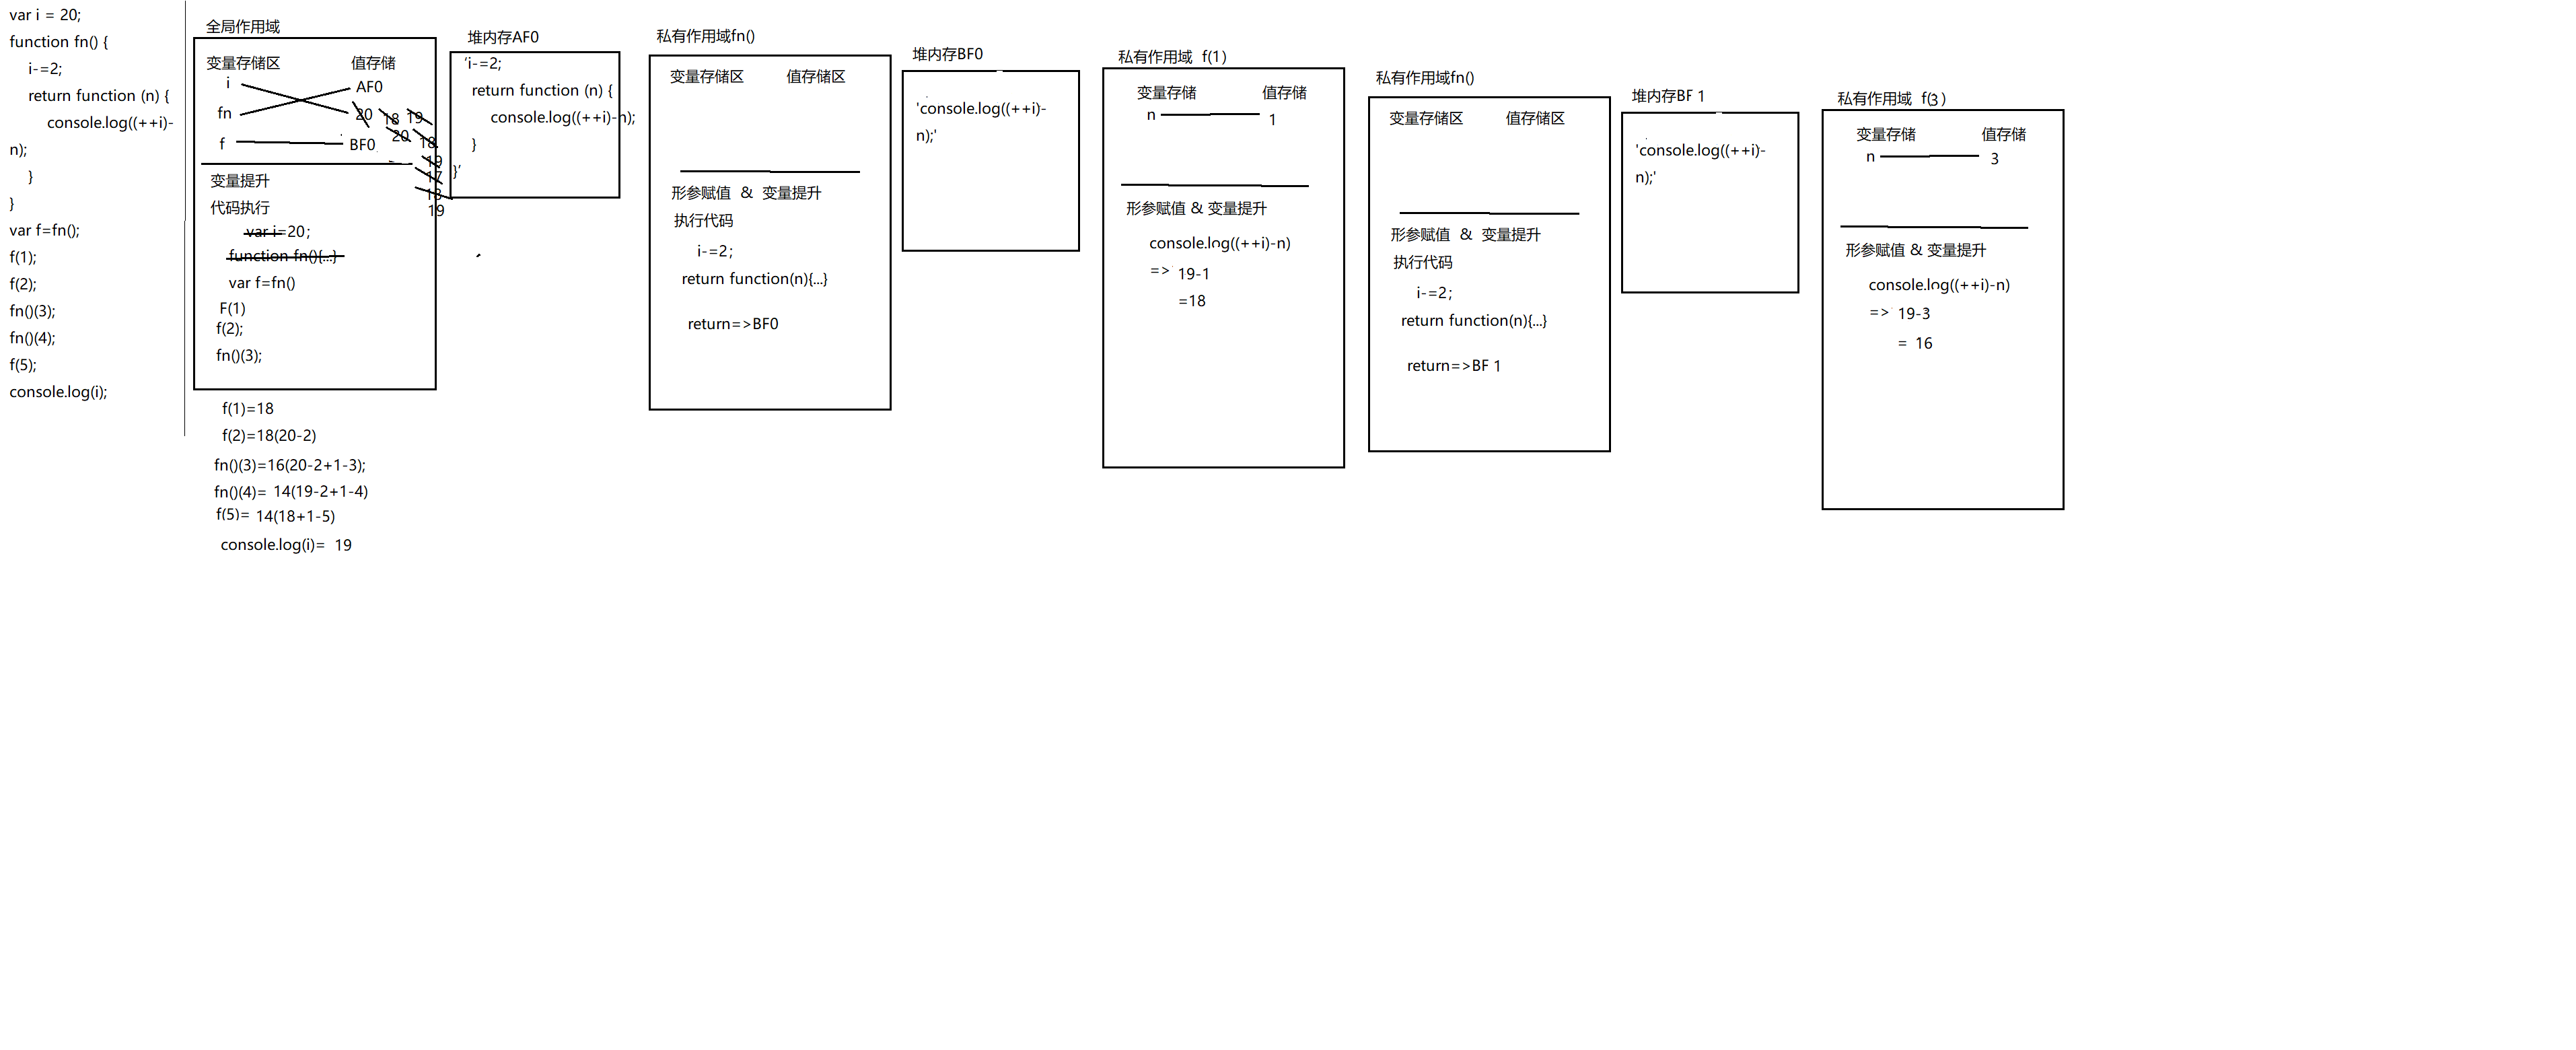 var i = 20;
function fn() {
i-=2;
return function (n) {
console.log((++i)-
n);
}
}
var f=fn();
f(1);
f(2);
fn()(3);
fn()(4);
f(5);
console.log(i);
全局作用域
变量存储区 值存储
i AF0
fn 20 18 19
20 18
f BF0
19
17
18
19
变量提升
代码执行
var i=20;
function fn(){...}
var f=fn()
F(1)
f(2);
fn()(3);
f(1)=18
f(2)=18(20-2)
fn()(3)=16(20-2+1-3);
fn()(4)= 14(19-2+1-4)
f(5)= 14(18+1-5)
console.log(i)= 19
堆内存AF0
‘i-=2;
return function (n) {
console.log((++i)-n);
}
}’
私有作用域fn()
变量存储区 值存储区
形参赋值 & 变量提升
执行代码
i-=2;
return function(n){...}
return=>BF0
堆内存BF0
'console.log((++i)-
n);'
私有作用域 f(1)
变量存储 值存储
n 1
形参赋值 & 变量提升
console.log((++i)-n)
=> 19-1
=18
私有作用域fn()
变量存储区 值存储区
形参赋值 & 变量提升
执行代码
i-=2;
return function(n){...}
return=>BF 1
堆内存BF 1
'console.log((++i)-
n);'
私有作用域 f(3)
变量存储 值存储
n 3
形参赋值 & 变量提升
console.log((++i)-n)
=> 19-3
= 16